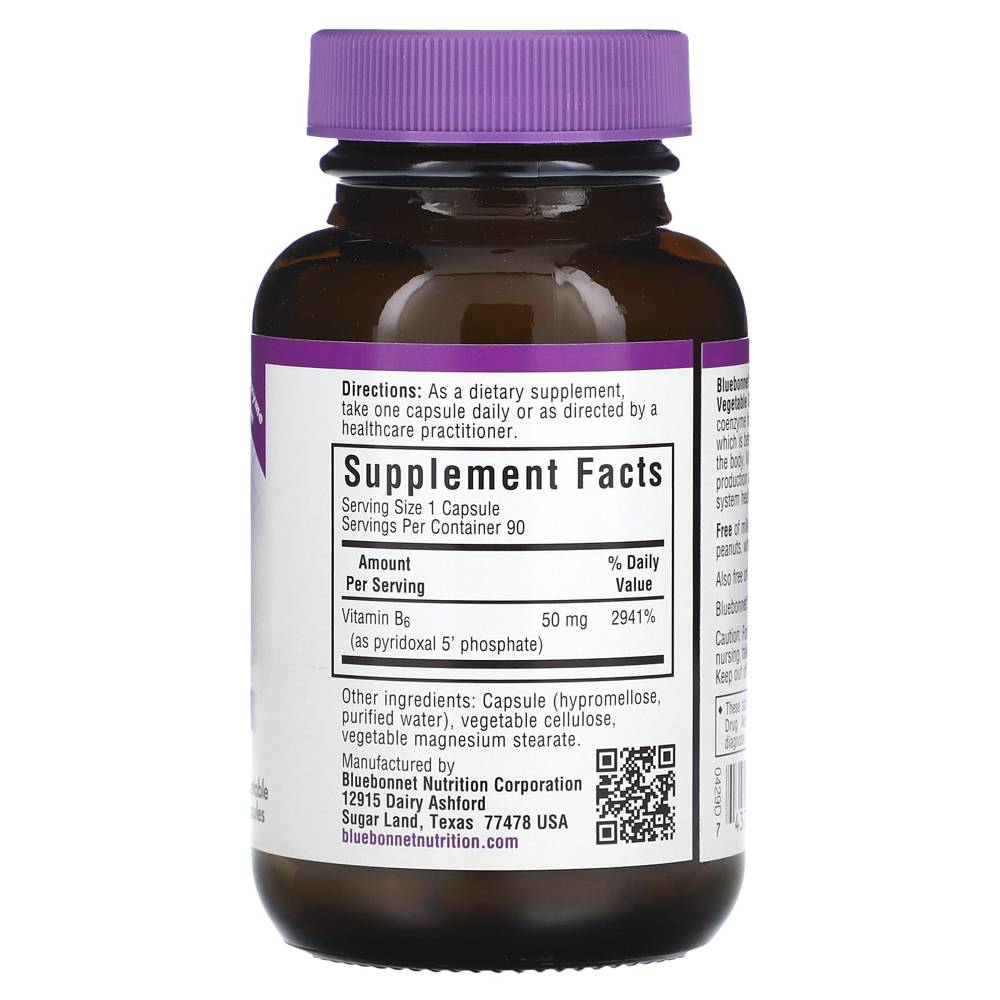 Directions: As a dietary supplement,
take one capsule daily or as directed by a
healthcare practitioner.
Supplement Facts
Serving Size 1 Capsule
Servings Per Container 90
Amount
Per Serving
% Daily
Value
Vitamin B₆ 50 mg 2941%
(as pyridoxal 5' phosphate)
Other ingredients: Capsule (hypromellose,
purified water), vegetable cellulose,
vegetable magnesium stearate.
Manufactured by
Bluebonnet Nutrition Corporation
12915 Dairy Ashford
Sugar Land, Texas 77478 USA
bluebonnetnutrition.com
Bluebonnet
Vegetable
coenzyme
which is
the body.
production
system
Free of
peanuts,
Also free
Bluebonnet
Caution:
nursing,
Keep out
♦ These
Drug
0429D